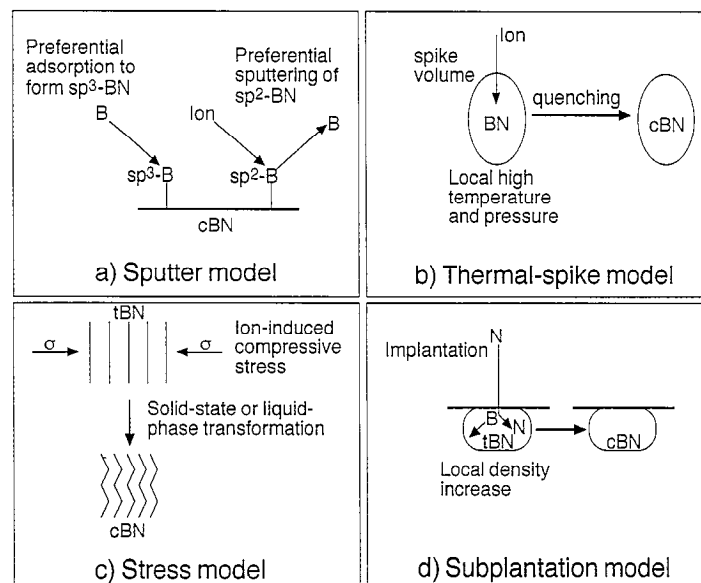 Preferential
adsorption to
form sp³-BN
Preferential
sputtering of
sp²-BN
B
Ion
B
sp³-B
sp²-B
cBN
a) Sputter model
Ion
spike
volume
quenching
BN
cBN
Local high
temperature
and pressure
b) Thermal-spike model
tBN
σ
σ
Ion-induced
compressive
stress
Solid-state or liquid-
phase transformation
cBN
c) Stress model
N
Implantation
B
N
tBN
cBN
Local density
increase
d) Subplantation model